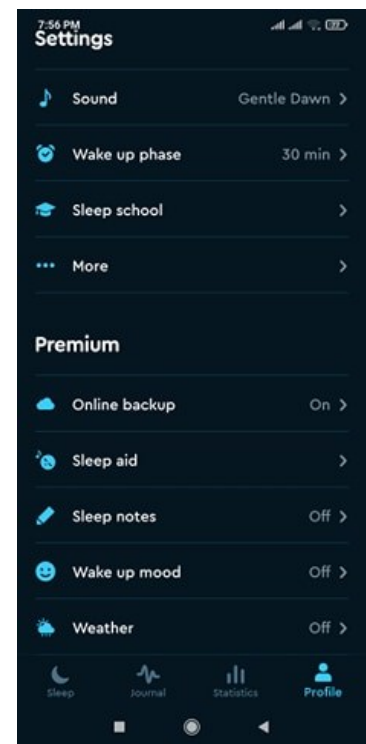 7:56 PM
Settings
Sound Gentle Dawn
Wake up phase 30 min
Sleep school
More
Premium
Online backup On
Sleep aid
Sleep notes Off
Wake up mood Off
Weather Off
Sleep Journal Statistics Profile